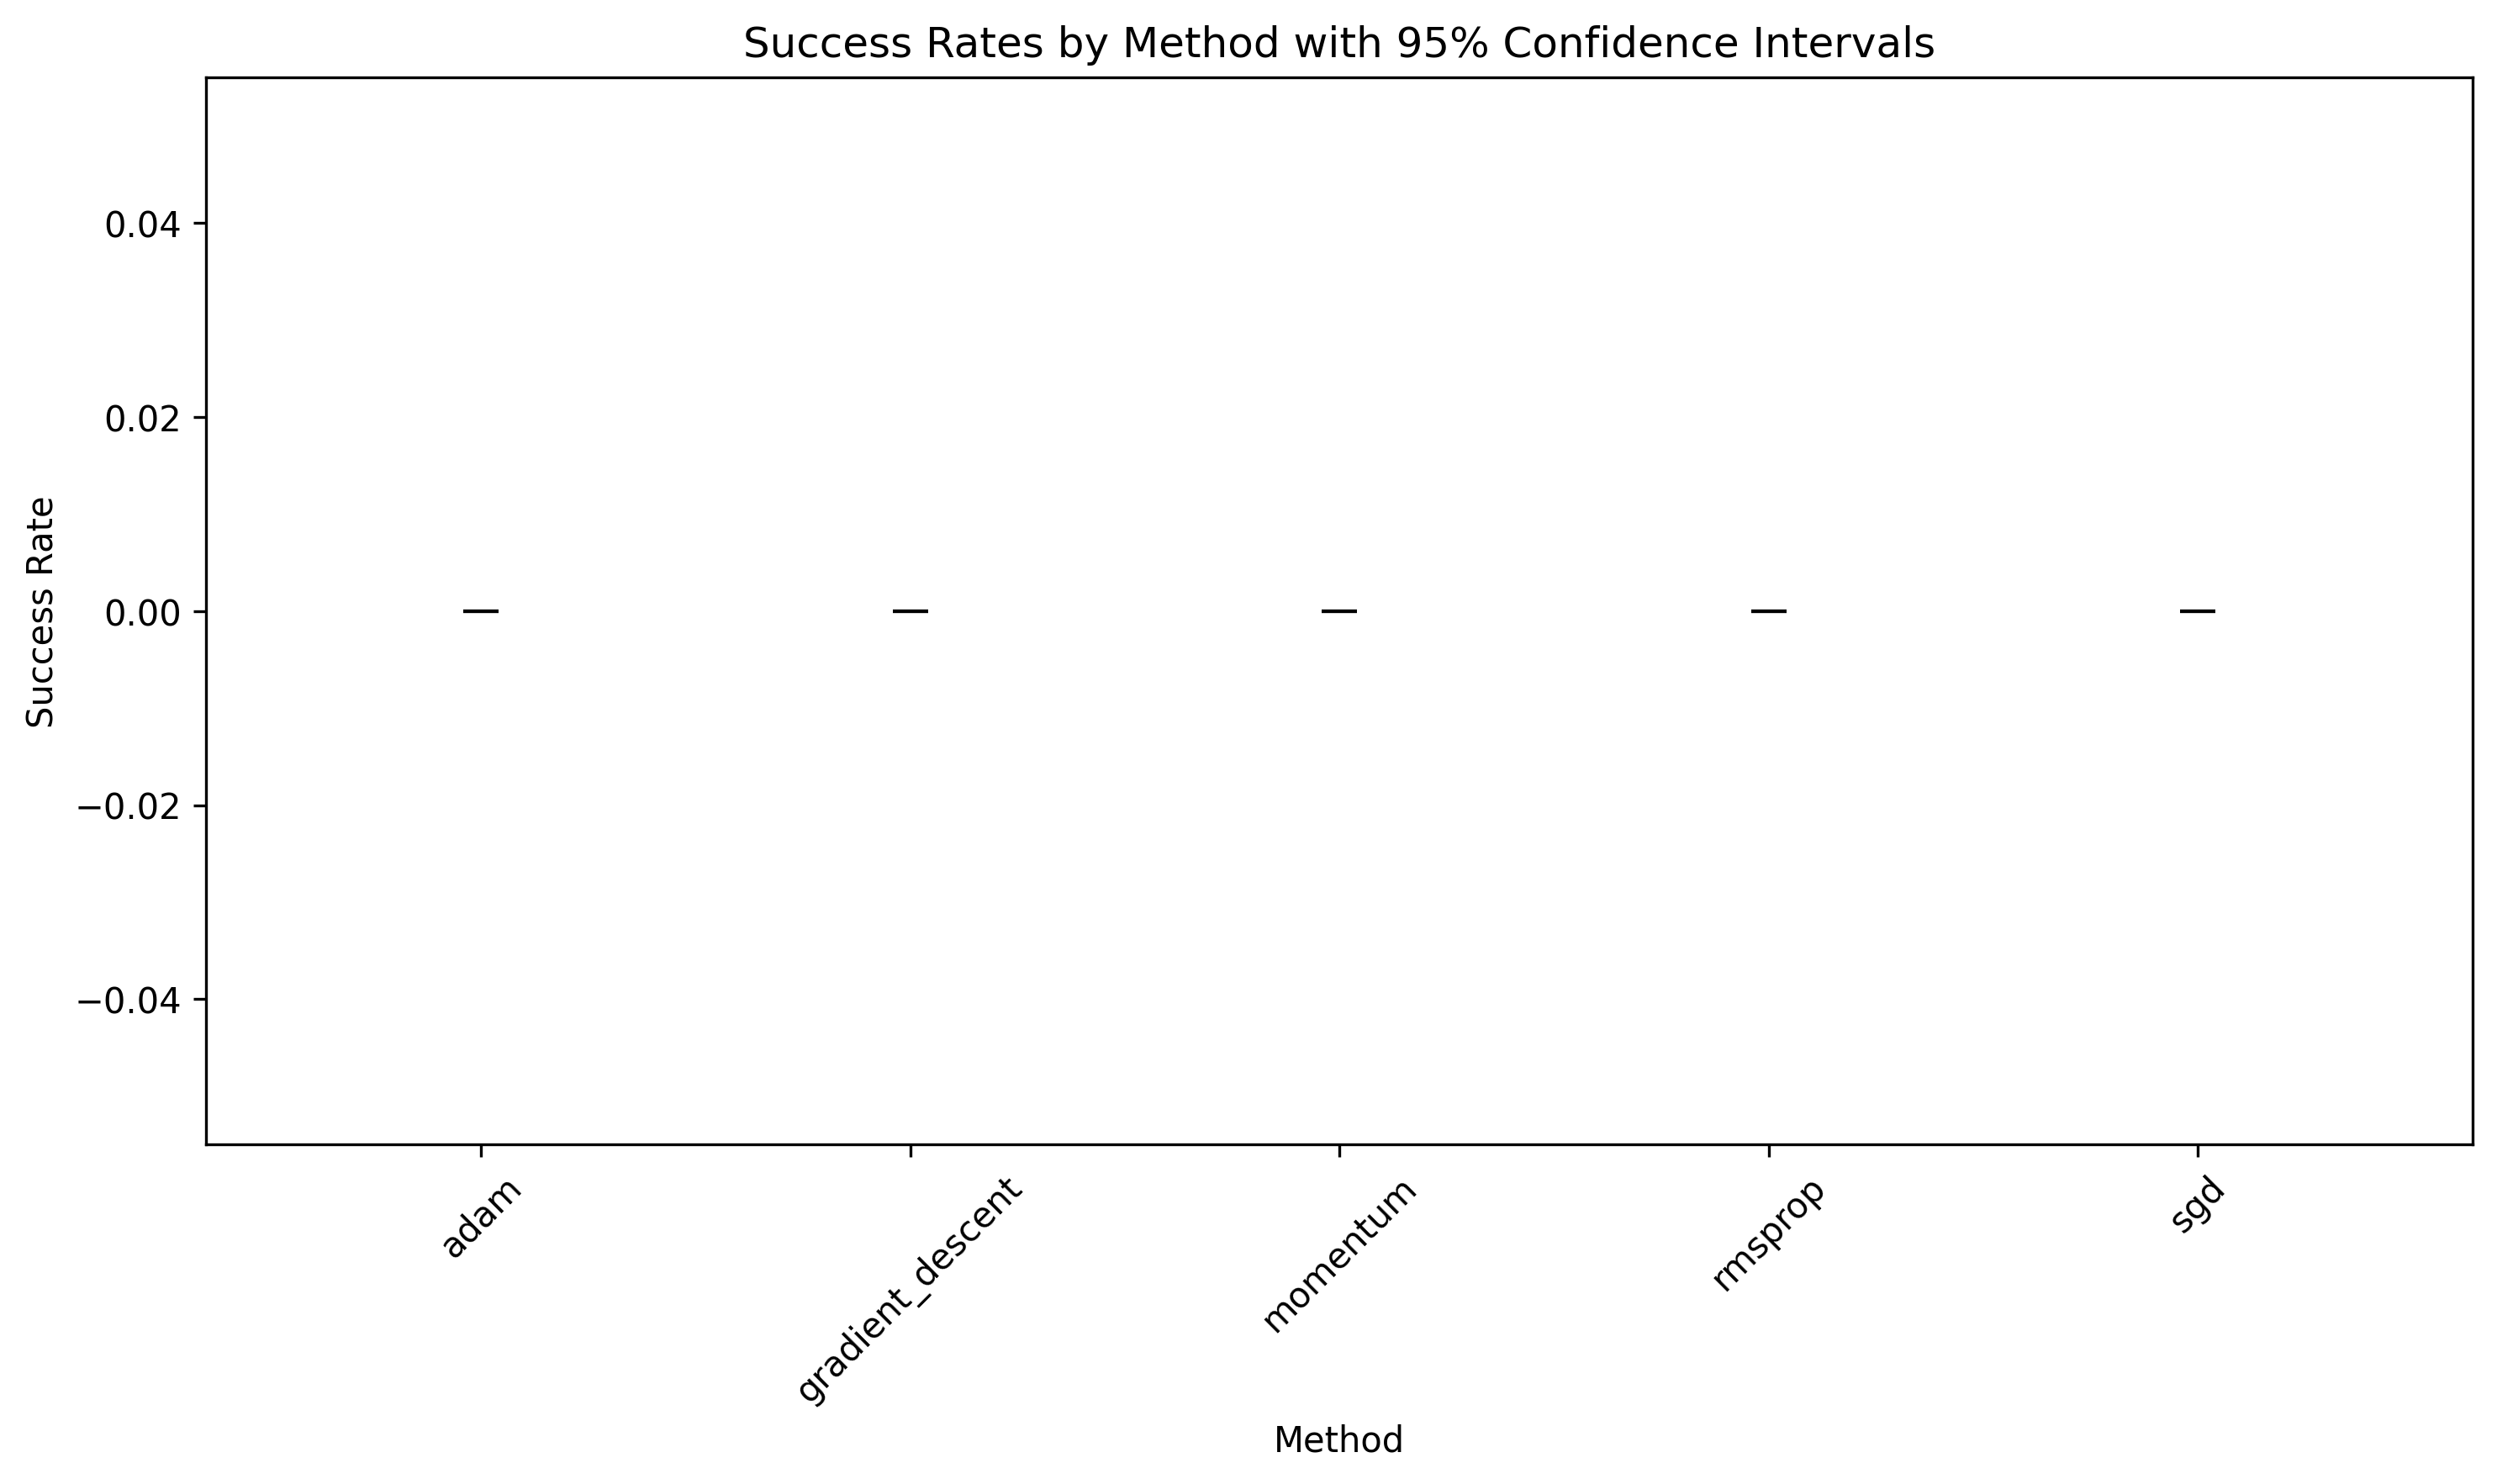 Success Rates by Method with 95% Confidence Intervals
Success Rate
0.04
0.02
0.00
−0.02
−0.04
adam
gradient_descent
momentum
rmsprop
sgd
Method